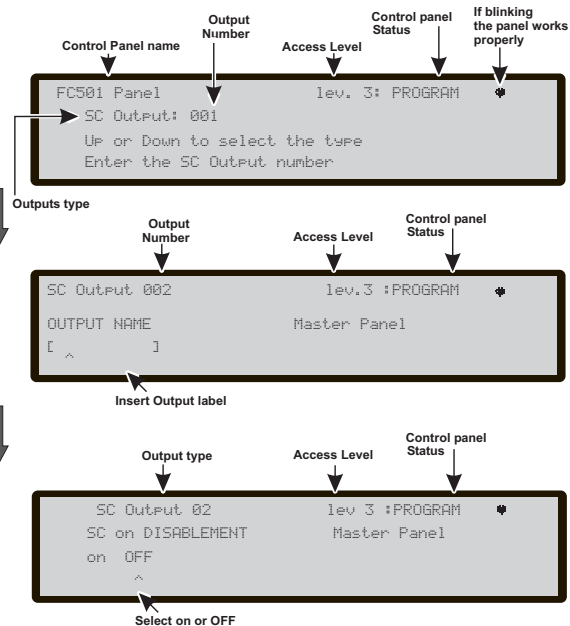 Control Panel name
Output
Number
Access Level
Control panel
Status
If blinking
the panel works
properly
FC501 Panel lev. 3: PROGRAM
SC Output: 001
Up or Down to select the type
Enter the SC Output number
Outputs type
Output
Number
Access Level
Control panel
Status
SC Output 002 lev.3 :PROGRAM
OUTPUT NAME Master Panel
[ ^ ]
Insert Output label
Output type
Access Level
Control panel
Status
SC Output 02 lev 3 :PROGRAM
SC on DISABLEMENT Master Panel
on OFF
^
Select on or OFF